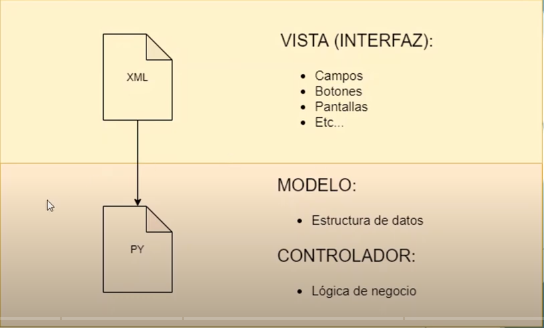 XML
VISTA (INTERFAZ):
• Campos
• Botones
• Pantallas
• Etc...
PY
MODELO:
• Estructura de datos
CONTROLADOR:
• Lógica de negocio